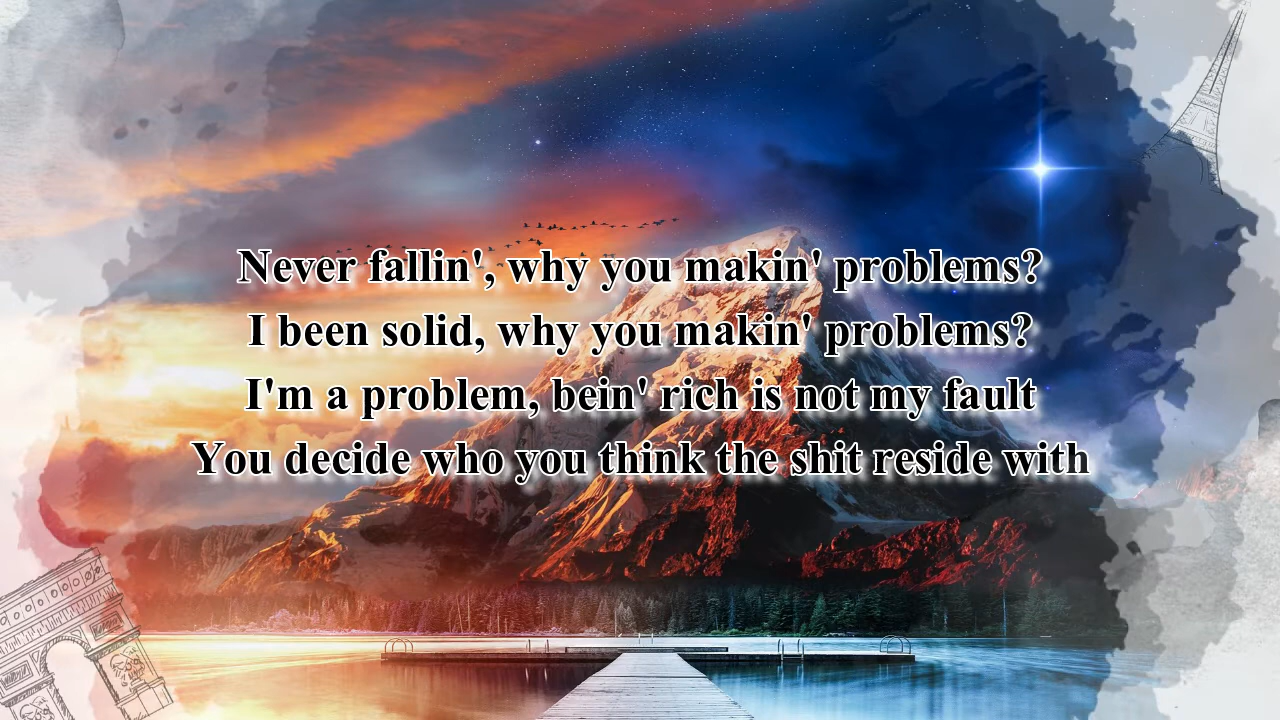 Never fallin', why you makin' problems?
I been solid, why you makin' problems?
I'm a problem, bein' rich is not my fault
You decide who you think the shit reside with